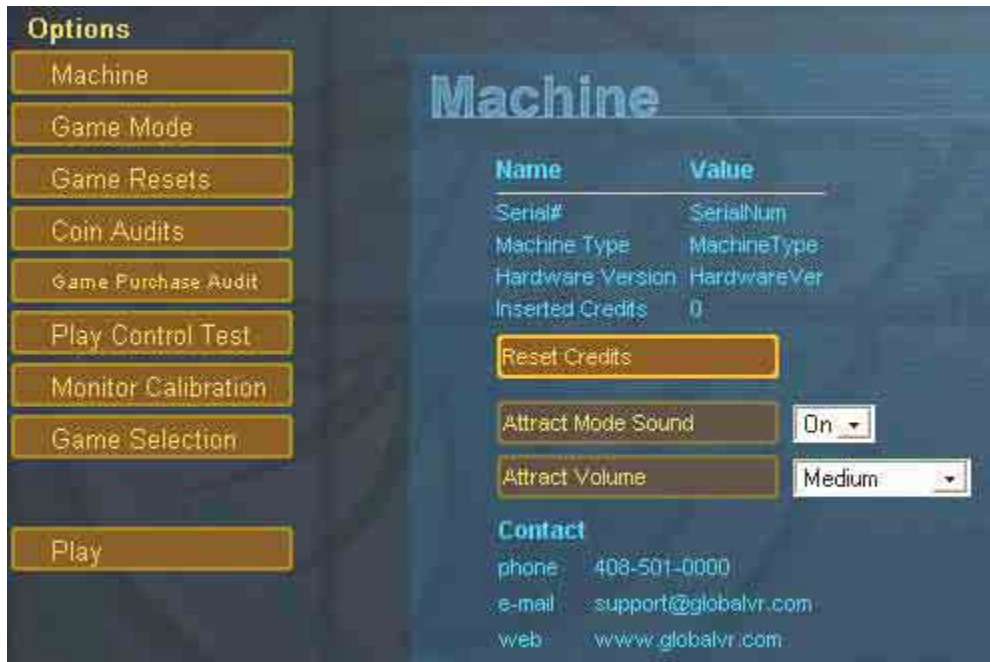 Options
Machine
Game Mode
Game Resets
Coin Audits
Game Purchase Audit
Play Control Test
Monitor Calibration
Game Selection
Play
Machine
Name Value
Serial# SerialNum
Machine Type MachineType
Hardware Version HardwareVer
Inserted Credits 0
Reset Credits
Attract Mode Sound On
Attract Volume Medium
Contact
phone 408-501-0000
e-mail support@globalvr.com
web www.globalvr.com